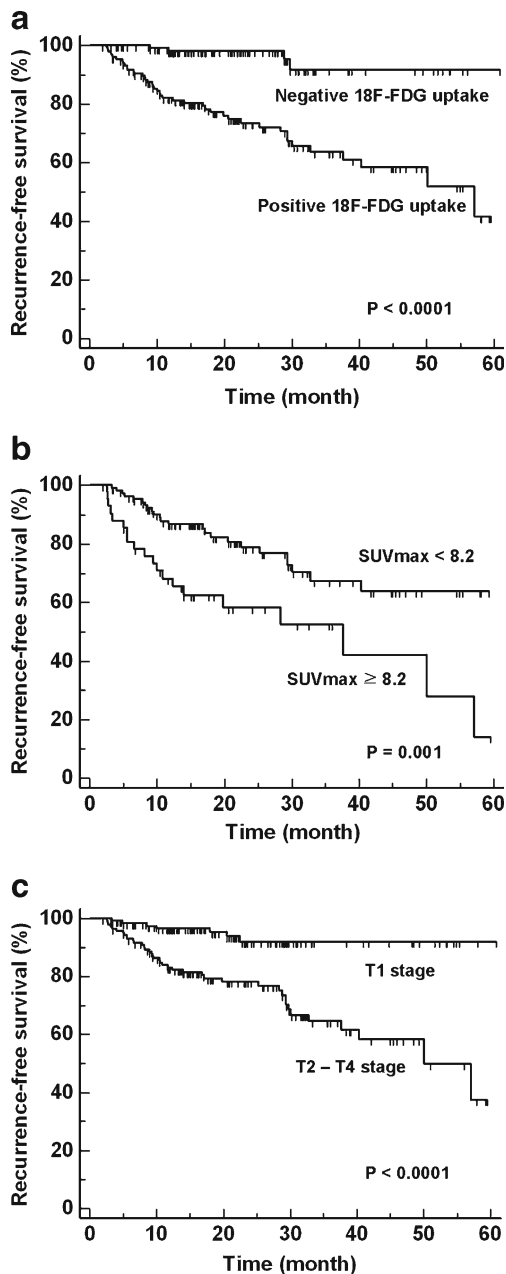 a
Recurrence-free survival (%)
100
80
60
40
20
0
Negative 18F-FDG uptake
Positive 18F-FDG uptake
P < 0.0001
0 10 20 30 40 50 60
Time (month)
b
Recurrence-free survival (%)
100
80
60
40
20
0
SUVmax < 8.2
SUVmax ≥ 8.2
P = 0.001
0 10 20 30 40 50 60
Time (month)
c
Recurrence-free survival (%)
100
80
60
40
20
0
T1 stage
T2 – T4 stage
P < 0.0001
0 10 20 30 40 50 60
Time (month)